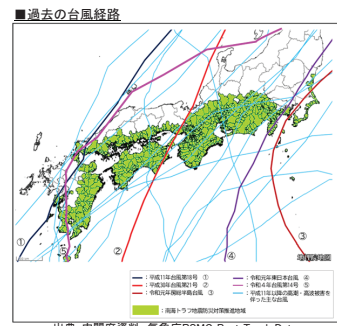 ■過去の台風経路
①
⑤
②
④
③
：平成11年台風第18号 ①
：平成30年台風第21号 ②
：令和元年房総半島台風 ③
：令和元年東日本台風 ④
：令和４年台風第14号 ⑤
：平成11年以降の高潮・高波被害を
伴った主な台風
：南海トラフ地震防災対策推進地域